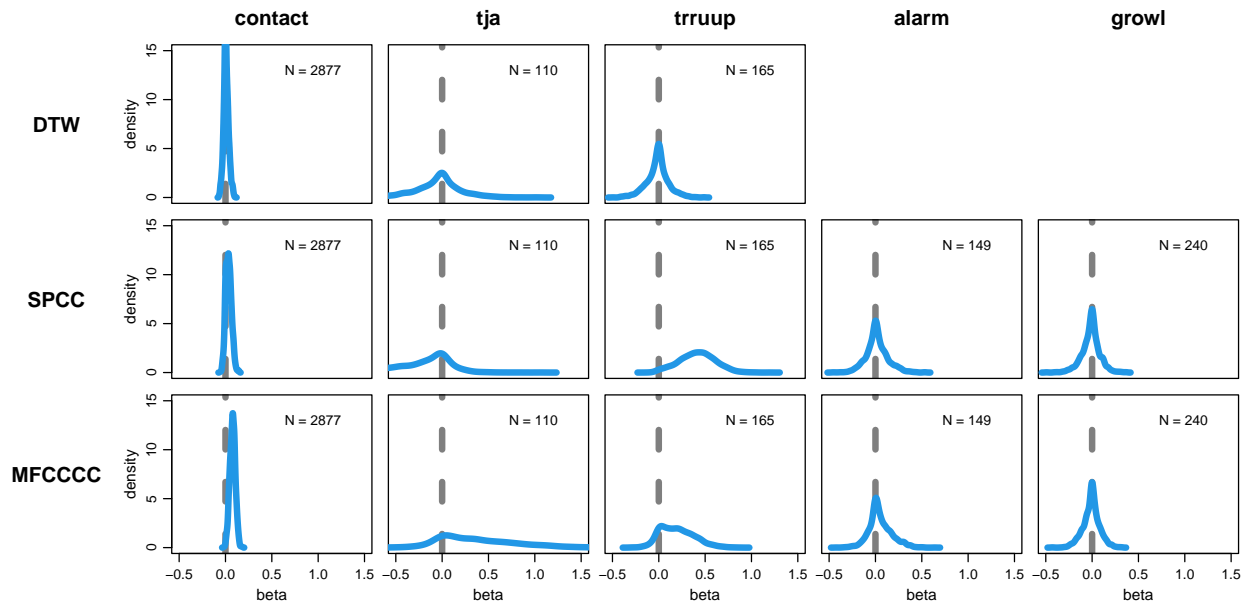 contact tja trruup alarm growl
DTW
density
0 5 10 15
N = 2877
N = 110
N = 165
SPCC
density
0 5 10 15
N = 2877
N = 110
N = 165
N = 149
N = 240
MFCCCC
density
0 5 10 15
N = 2877
N = 110
N = 165
N = 149
N = 240
−0.5 0.0 0.5 1.0 1.5
−0.5 0.0 0.5 1.0 1.5
−0.5 0.0 0.5 1.0 1.5
−0.5 0.0 0.5 1.0 1.5
−0.5 0.0 0.5 1.0 1.5
beta
beta
beta
beta
beta